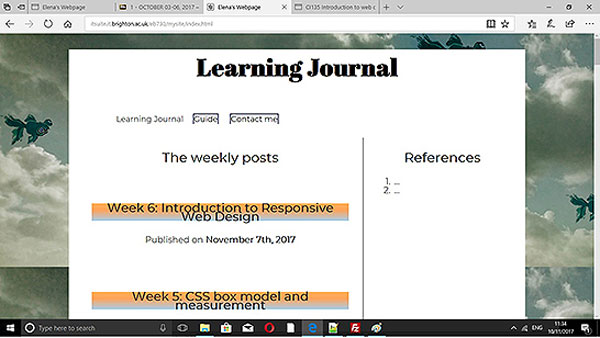 Elena's Webpage
1 - OCTOBER 03-06, 2017 –
Elena's Webpage
CI135 Introduction to web c
itsuite.it.brighton.ac.uk/eb730/mysite/index.html
Learning Journal
Learning Journal Guide Contact me
The weekly posts
References
1. ...
2. ...
Week 6: Introduction to Responsive
Web Design
Published on November 7th, 2017
Week 5: CSS box model and
measurement
Type here to search
ENG
11:34
10/11/2017